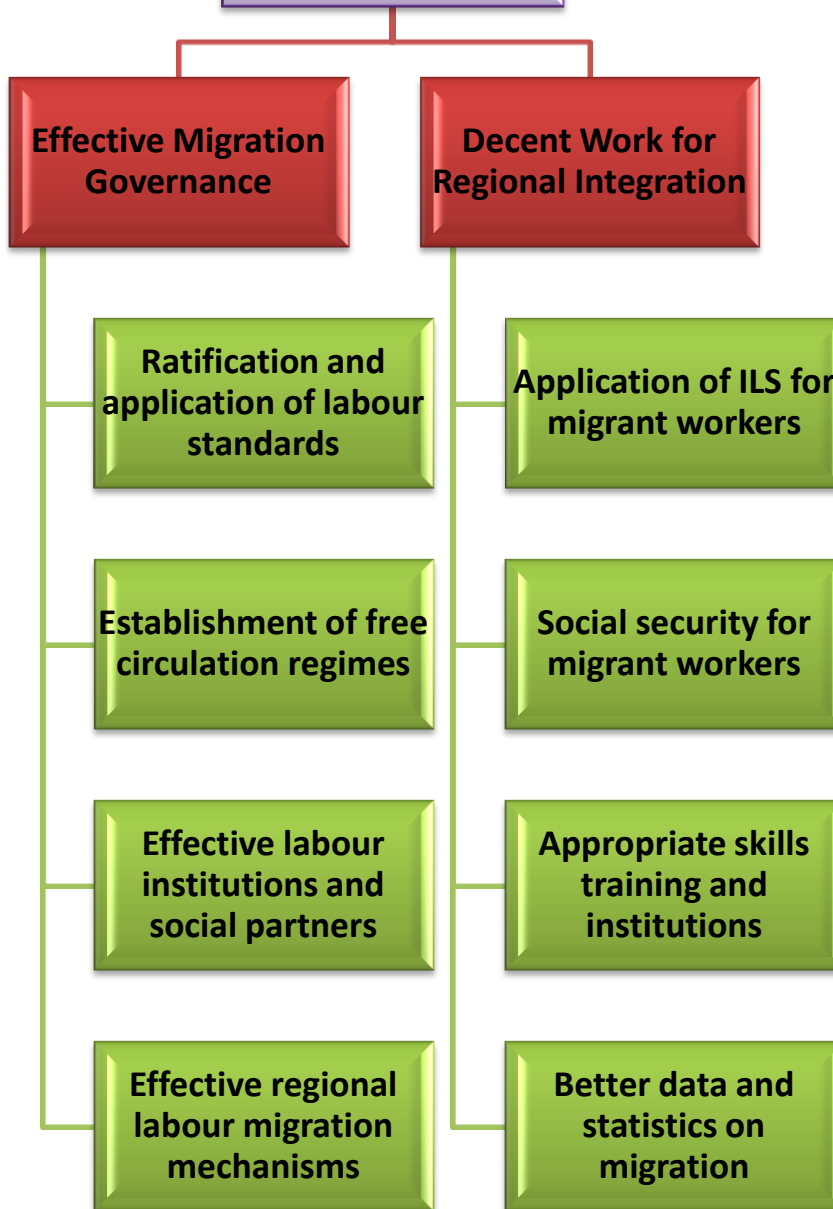 Effective Migration
Governance
Decent Work for
Regional Integration
Ratification and
application of labour
standards
Application of ILS for
migrant workers
Establishment of free
circulation regimes
Social security for
migrant workers
Effective labour
institutions and
social partners
Appropriate skills
training and
institutions
Effective regional
labour migration
mechanisms
Better data and
statistics on
migration